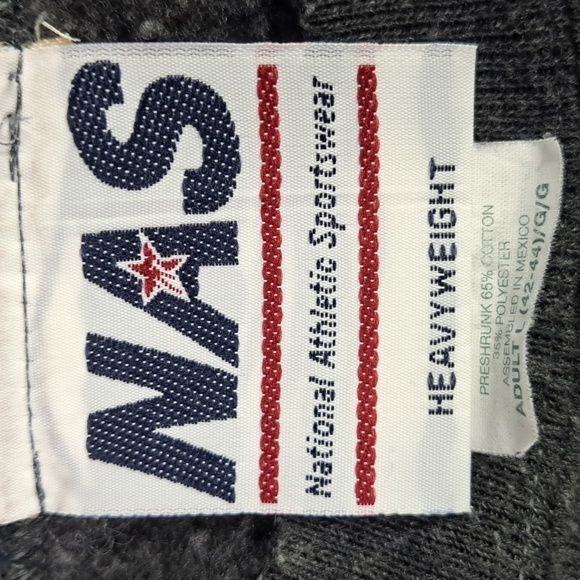 NAS
National Athletic Sportswear
HEAVYWEIGHT
PRESHRUNK 65% COTTON
35% POLYESTER
ASSEMBLED IN MEXICO
ADULT L (42-44)/G/G